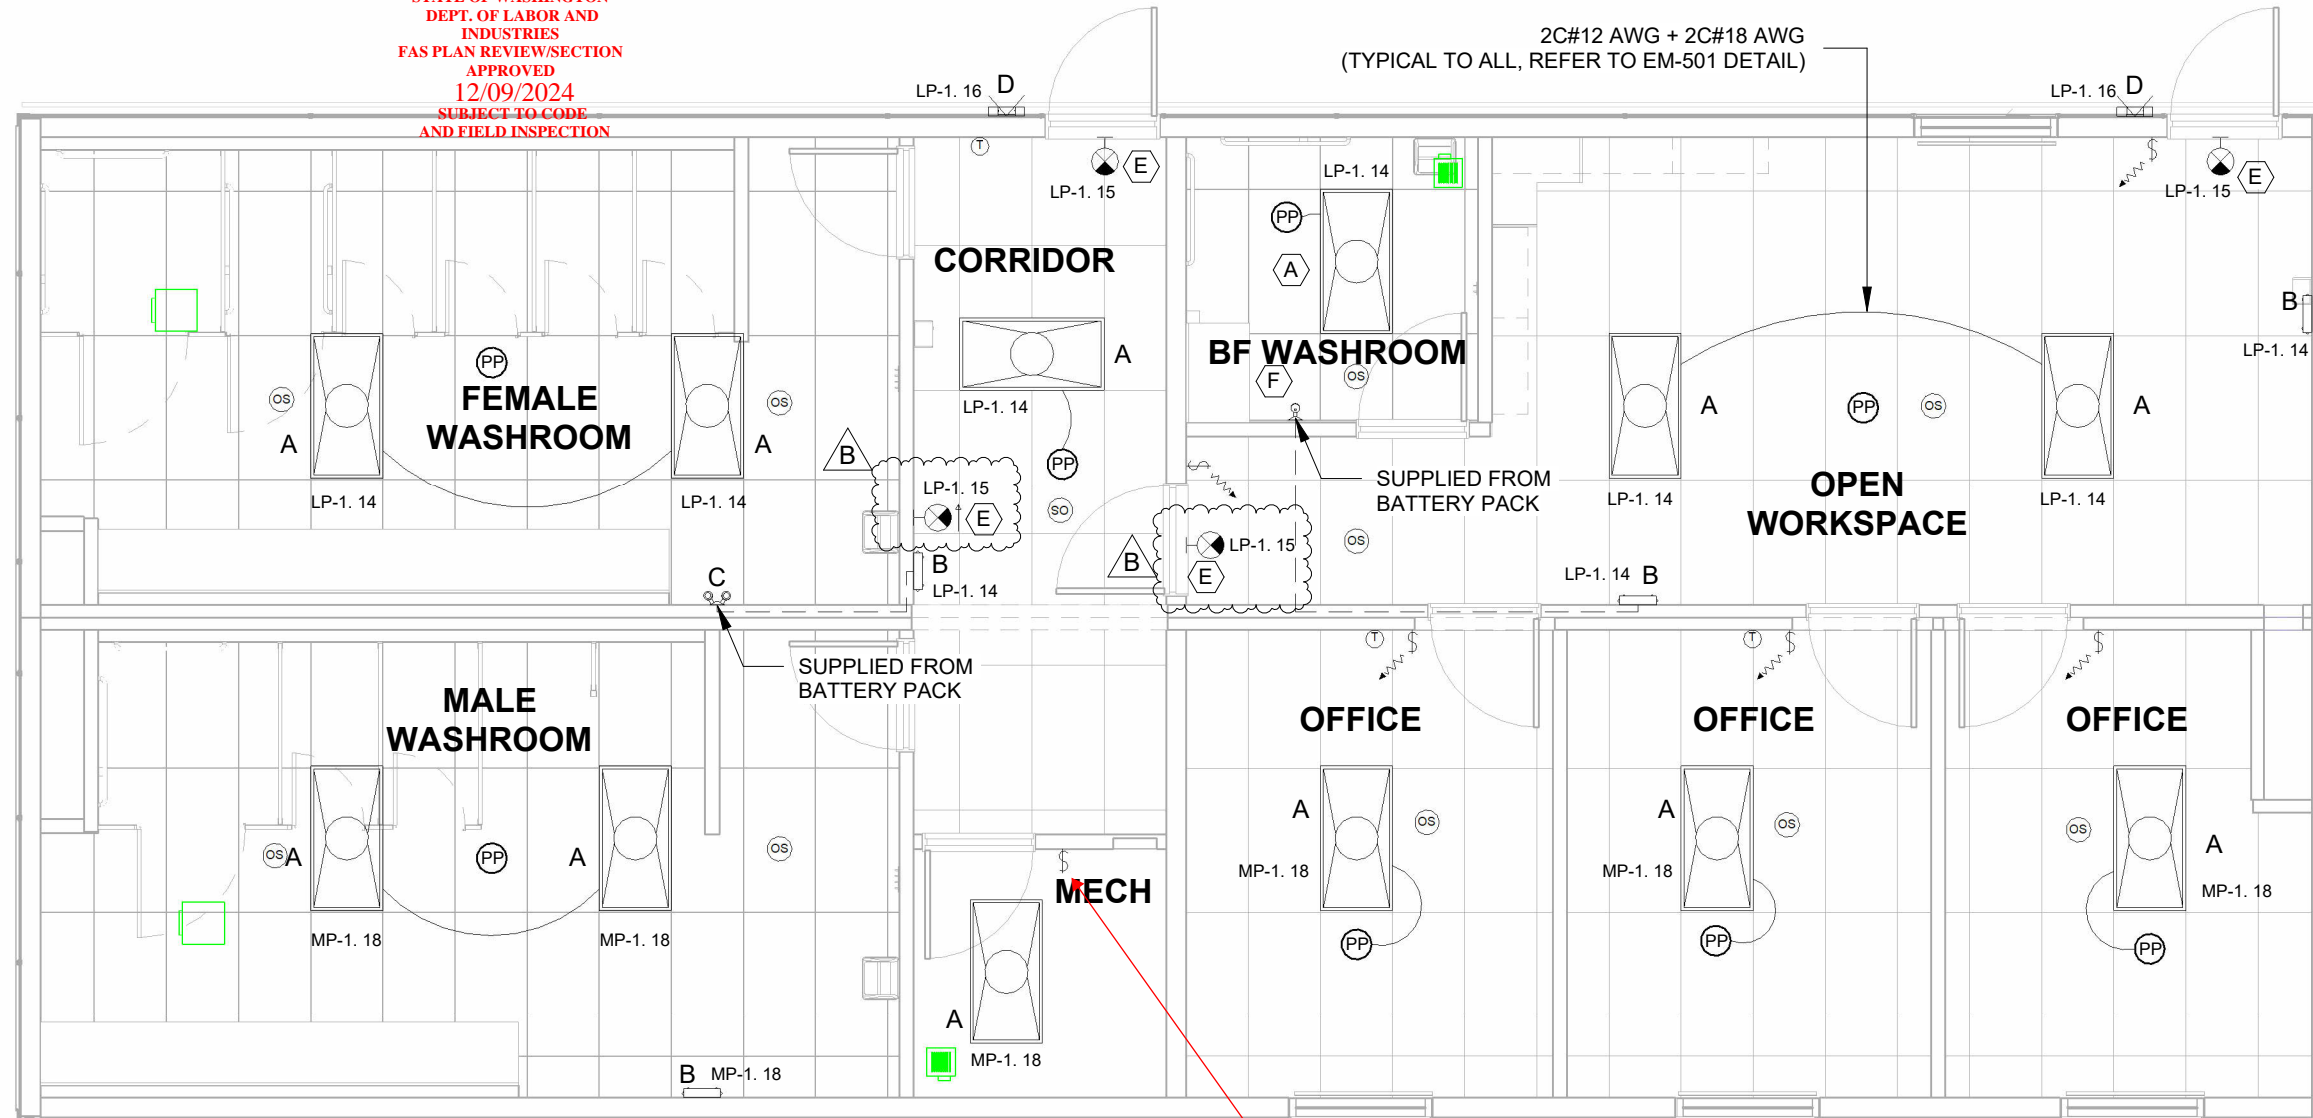 STATE OF WASHINGTON
DEPT. OF LABOR AND
INDUSTRIES
FAS PLAN REVIEW/SECTION
APPROVED
12/09/2024
SUBJECT TO CODE
AND FIELD INSPECTION
2C#12 AWG + 2C#18 AWG
(TYPICAL TO ALL, REFER TO EM-501 DETAIL)
LP-1. 16 D
LP-1. 16 D
T
E
LP-1. 15
LP-1. 14
PP
A
E
LP-1. 15
CORRIDOR
A
LP-1. 14
PP
SO
BF WASHROOM
F
OS
B
LP-1. 14
PP
FEMALE
WASHROOM
OS
A
LP-1. 14
OS
A
LP-1. 14
B
LP-1. 15
E
B
LP-1. 14
C
B
LP-1. 15
E
SUPPLIED FROM
BATTERY PACK
OS
A
LP-1. 14
PP
OS
A
LP-1. 14
OPEN
WORKSPACE
LP-1. 14 B
SUPPLIED FROM
BATTERY PACK
MALE
WASHROOM
OS
A
MP-1. 18
PP
A
MP-1. 18
OS
B MP-1. 18
MECH
A
MP-1. 18
T
OFFICE
A
OS
MP-1. 18
PP
T
OFFICE
A
OS
MP-1. 18
PP
OFFICE
OS
A
MP-1. 18
PP